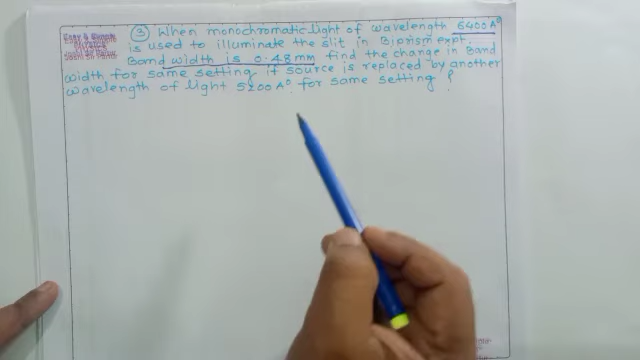 ③ When monochromatic light of wavelength 6400 A°
is used to illuminate the slit in Biprism expt.
Band width is 0.48 mm find the change in Band
width for same setting if source is replaced by another
wavelength of light 5200 A° for same setting ?